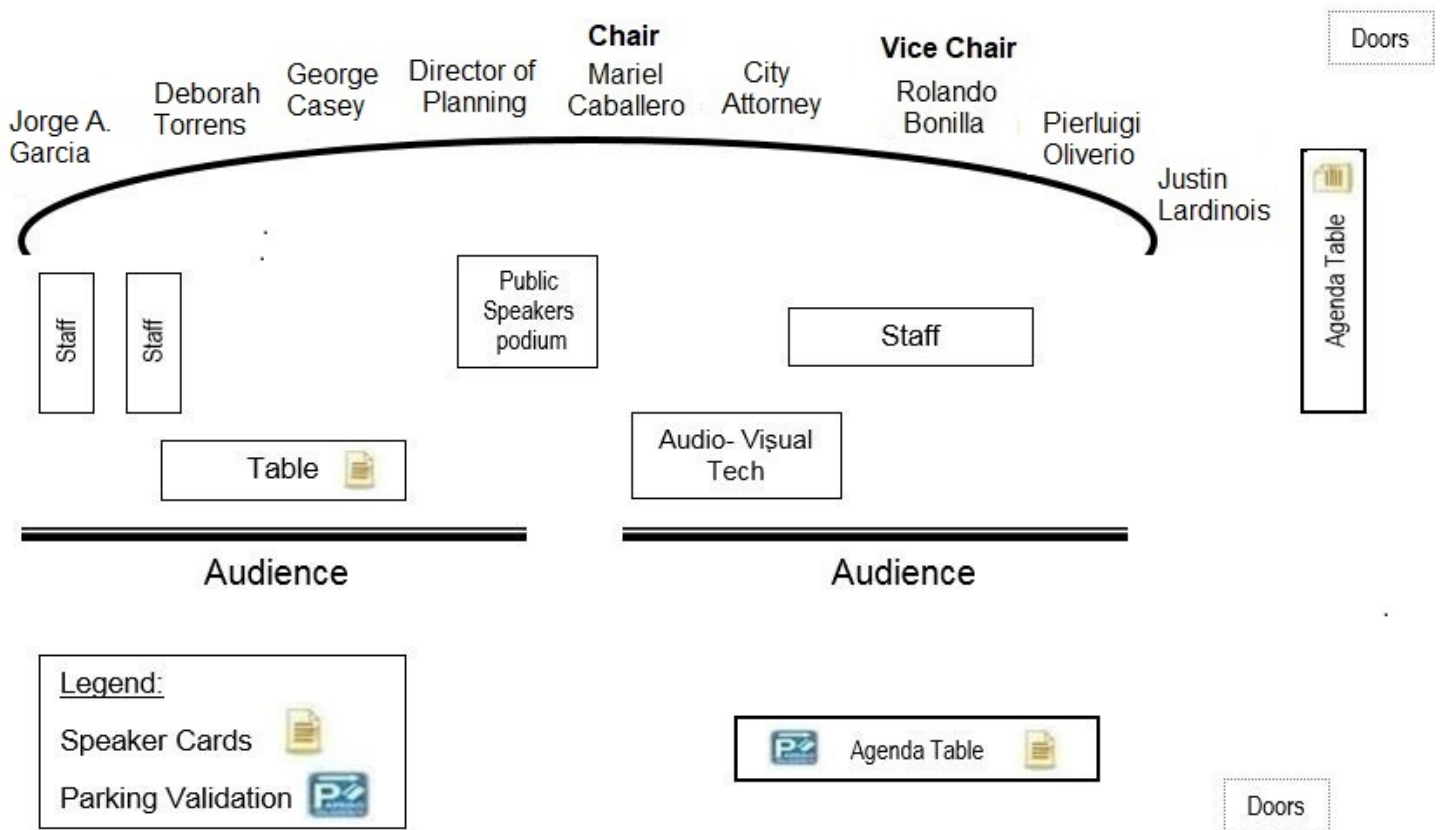 Chair
Mariel
Caballero
Vice Chair
Rolando
Bonilla
Doors
Jorge A.
Garcia
Deborah
Torrens
George
Casey
Director of
Planning
City
Attorney
Pierluigi
Oliverio
Justin
Lardinois
Agenda Table
Staff
Staff
Public
Speakers
podium
Staff
Table
Audio- Visual
Tech
Audience
Audience
Legend:
Speaker Cards
Parking Validation
Agenda Table
Doors